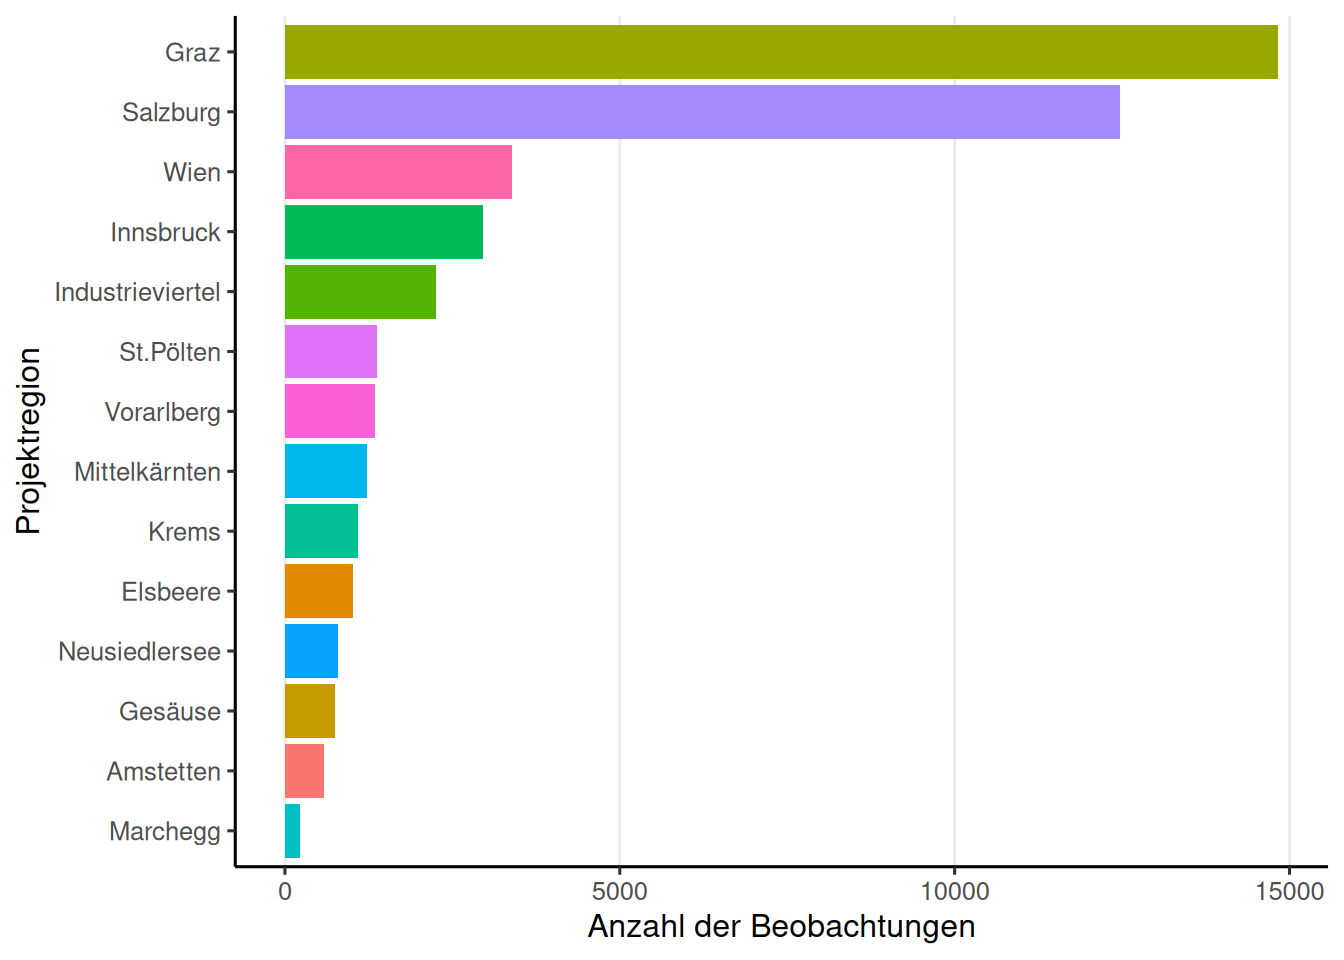 Projektregion
Graz
Salzburg
Wien
Innsbruck
Industrieviertel
St.Pölten
Vorarlberg
Mittelkärnten
Krems
Elsbeere
Neusiedlersee
Gesäuse
Amstetten
Marchegg
0 5000 10000 15000
Anzahl der Beobachtungen